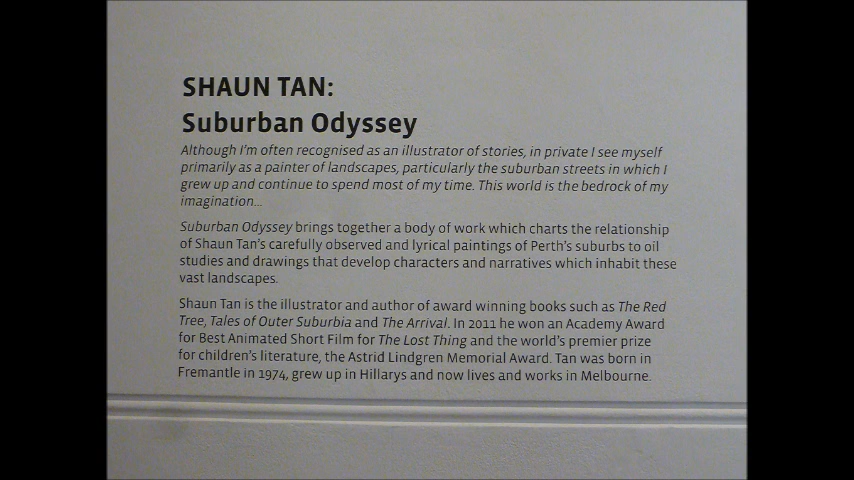 SHAUN TAN:
Suburban Odyssey
Although I'm often recognised as an illustrator of stories, in private I see myself
primarily as a painter of landscapes, particularly the suburban streets in which I
grew up and continue to spend most of my time. This world is the bedrock of my
imagination...
Suburban Odyssey brings together a body of work which charts the relationship
of Shaun Tan's carefully observed and lyrical paintings of Perth's suburbs to oil
studies and drawings that develop characters and narratives which inhabit these
vast landscapes.
Shaun Tan is the illustrator and author of award winning books such as The Red
Tree, Tales of Outer Suburbia and The Arrival. In 2011 he won an Academy Award
for Best Animated Short Film for The Lost Thing and the world's premier prize
for children's literature, the Astrid Lindgren Memorial Award. Tan was born in
Fremantle in 1974, grew up in Hillarys and now lives and works in Melbourne.